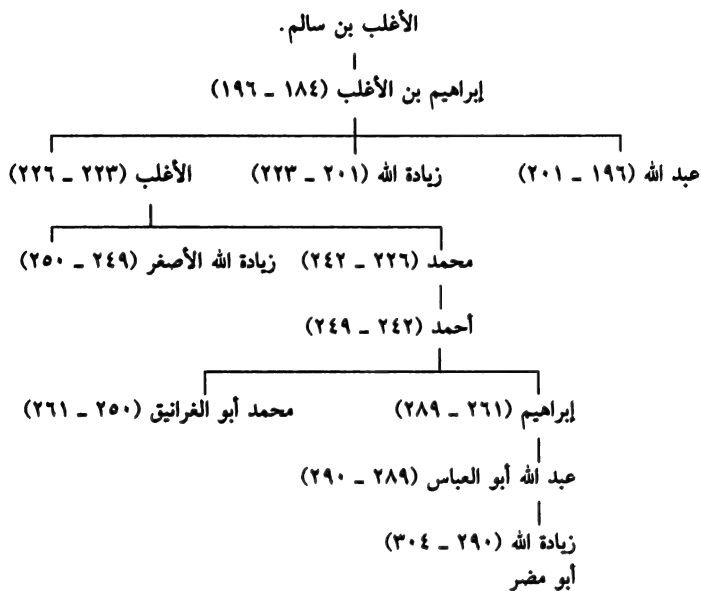 الأغلب بن سالم.
إبراهيم بن الأغلب (١٨٤ ـ ١٩٦)
عبد الله (١٩٦ ـ ٢٠١) زيادة الله (٢٠١ ـ ٢٢٣) الأغلب (٢٢٣ ـ ٢٢٦)
محمد (٢٢٦ ـ ٢٤٢) زيادة الله الأصغر (٢٤٩ ـ ٢٥٠)
أحمد (٢٤٢ ـ ٢٤٩)
إبراهيم (٢٦١ ـ ٢٨٩) محمد أبو الغرانيق (٢٥٠ ـ ٢٦١)
عبد الله أبو العباس (٢٨٩ ـ ٢٩٠)
زيادة الله (٢٩٠ ـ ٣٠٤)
أبو مضر